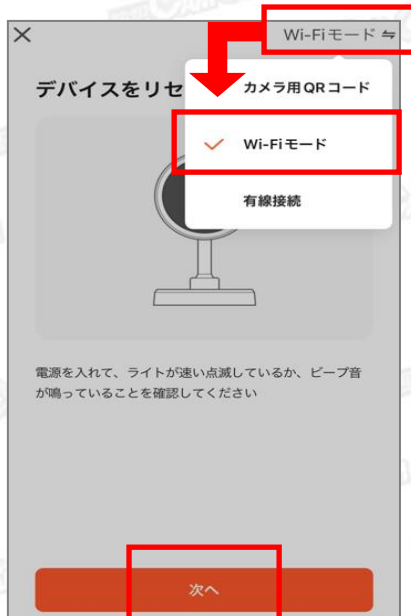 Wi-Fiモード ⇋
デバイスをリセ
カメラ用QRコード
Wi-Fiモード
有線接続
電源を入れて、ライトが速い点滅しているか、ビープ音
が鳴っていることを確認してください
次へ